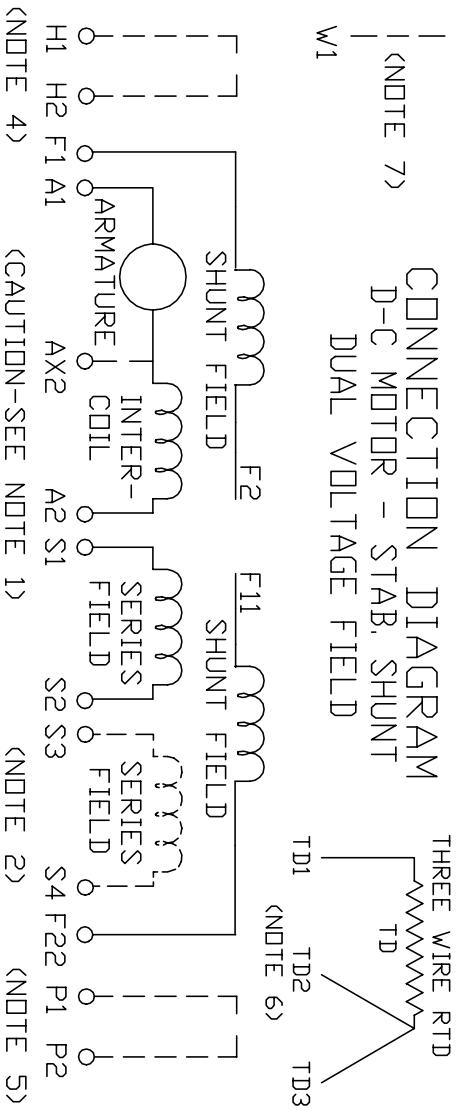 CONNECTION DIAGRAM
D-C MOTOR - STAB. SHUNT
DUAL VOLTAGE FIELD
W1
(NOTE 7)
THREE WIRE RTD
TD
TD1
TD2
TD3
(NOTE 6)
F2
F11
SHUNT FIELD
SHUNT FIELD
ARMATURE
INTER-
COIL
SERIES
FIELD
SERIES
FIELD
H1
H2
F1
A1
AX2
A2
S1
S2
S3
S4
F22
P1
P2
(NOTE 4)
(CAUTION-SEE NOTE 1)
(NOTE 2)
(NOTE 5)